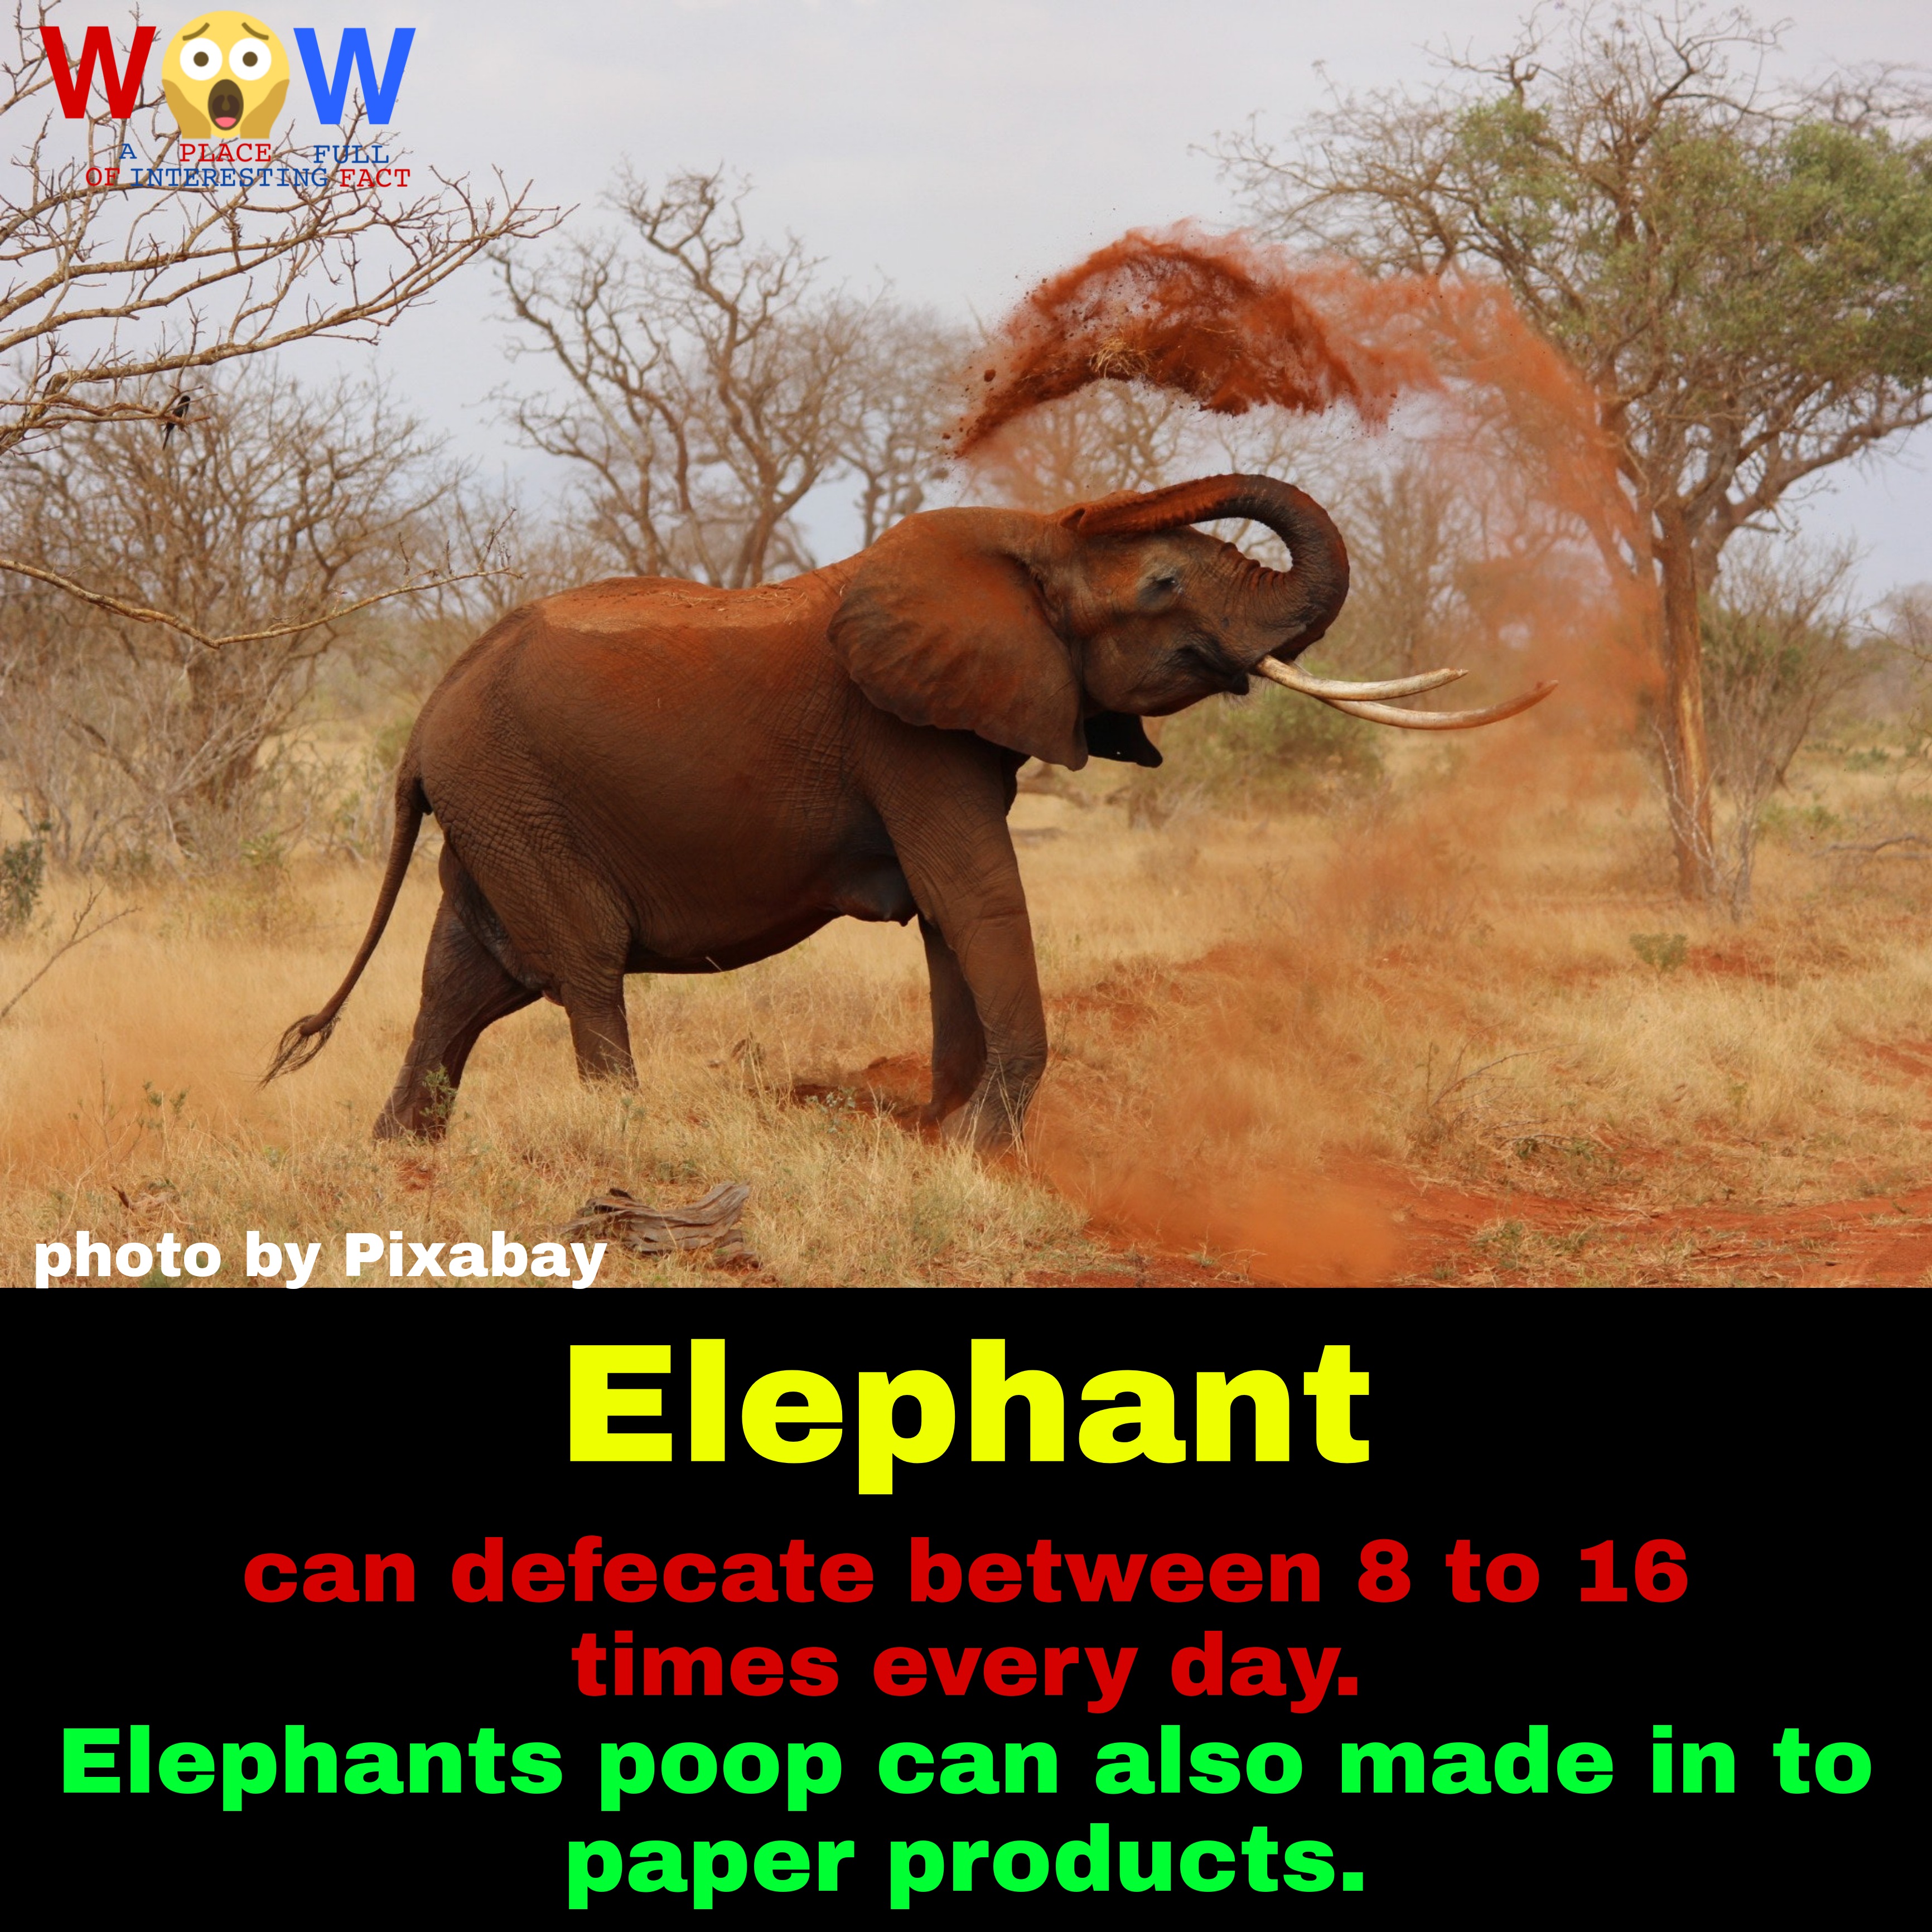 W😱W
A PLACE FULL
OF INTERESTING FACT
photo by Pixabay
Elephant
can defecate between 8 to 16
times every day.
Elephants poop can also made in to
paper products.